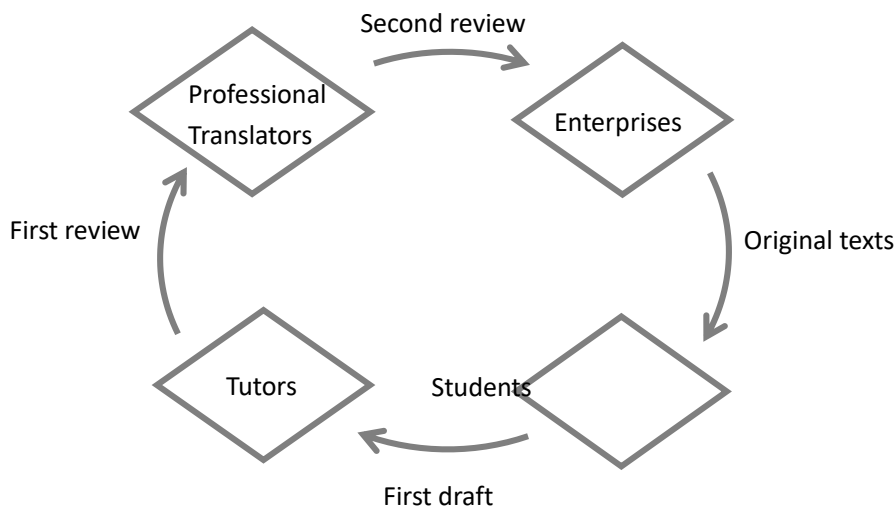 Second review
Professional
Translators
Enterprises
First review
Original texts
Tutors
Students
First draft